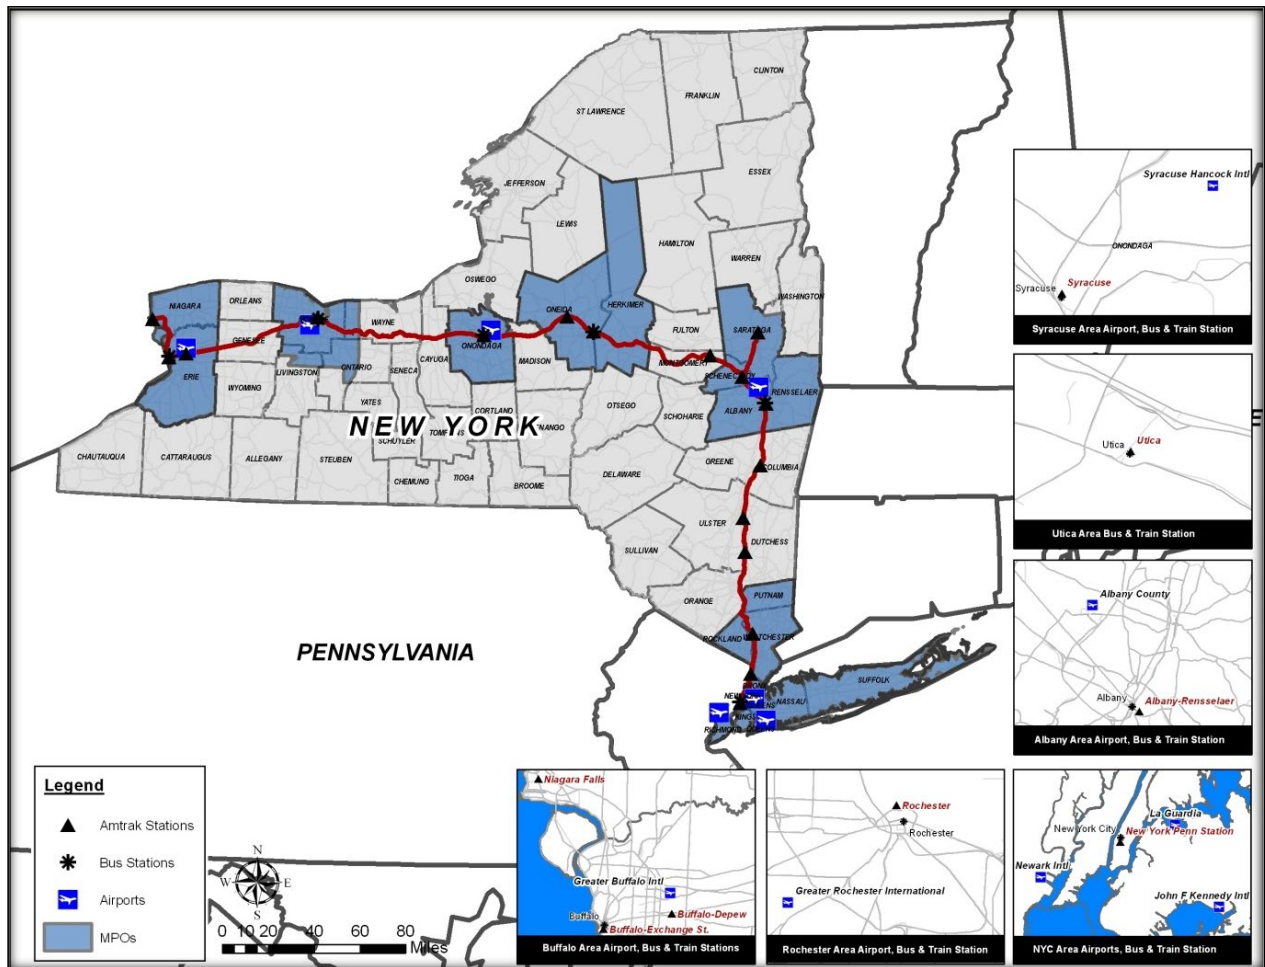 CLINTON
FRANKLIN
ST LAWRENCE
ESSEX
JEFFERSON
LEWIS
HAMILTON
WARREN
OSWEGO
WASHINGTON
NIAGARA
ORLEANS
ONEIDA
HERKIMER
WAYNE
FULTON
SARATOGA
GENESEE
ONONDAGA
MADISON
MONTGOMERY
CAYUGA
SENECA
ONTARIO
LIVINGSTON
ERIE
WYOMING
SCHENECTADY
RENSSELAER
YATES
OTSEGO
ALBANY
SCHOHARIE
CORTLAND
NEW YORK
SCHUYLER
CHAUTAUQUA
CATTARAUGUS
ALLEGANY
STEUBEN
CHEMUNG
TIOGA
BROOME
DELAWARE
GREENE
COLUMBIA
ULSTER
DUTCHESS
SULLIVAN
ORANGE
PUTNAM
ROCKLAND
PENNSYLVANIA
SUFFOLK
NASSAU
KINGS
RICHMOND
Syracuse Hancock Intl
ONONDAGA
Syracuse
Syracuse
Syracuse Area Airport, Bus & Train Station
Utica
Utica
Utica Area Bus & Train Station
Albany County
Albany
Albany-Rensselaer
Albany Area Airport, Bus & Train Station
Legend
Amtrak Stations
Bus Stations
Airports
MPOs
N
W
E
S
0 10 20 40 60 80
Miles
Niagara Falls
Greater Buffalo Intl
Buffalo
Buffalo-Depew
Buffalo-Exchange St.
Buffalo Area Airport, Bus & Train Stations
Rochester
Rochester
Greater Rochester International
Rochester Area Airport, Bus & Train Station
La Guardia
New York City
New York Penn Station
Newark Intl
John F Kennedy Intl
NYC Area Airports, Bus & Train Station